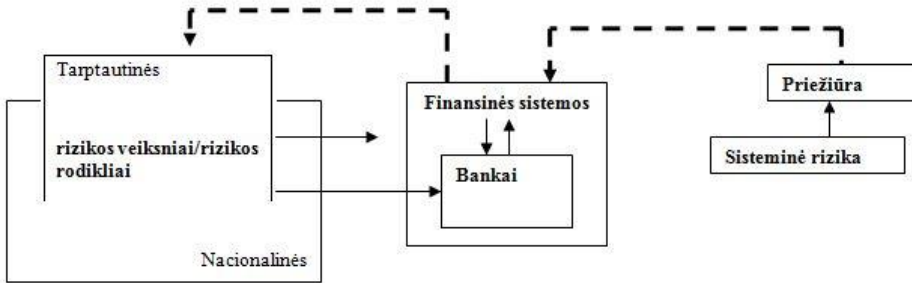 Tarptautinės
rizikos veiksniai/rizikos
rodikliai
Nacionalinės
Finansinės sistemos
Bankai
Priežiūra
Sisteminė rizika